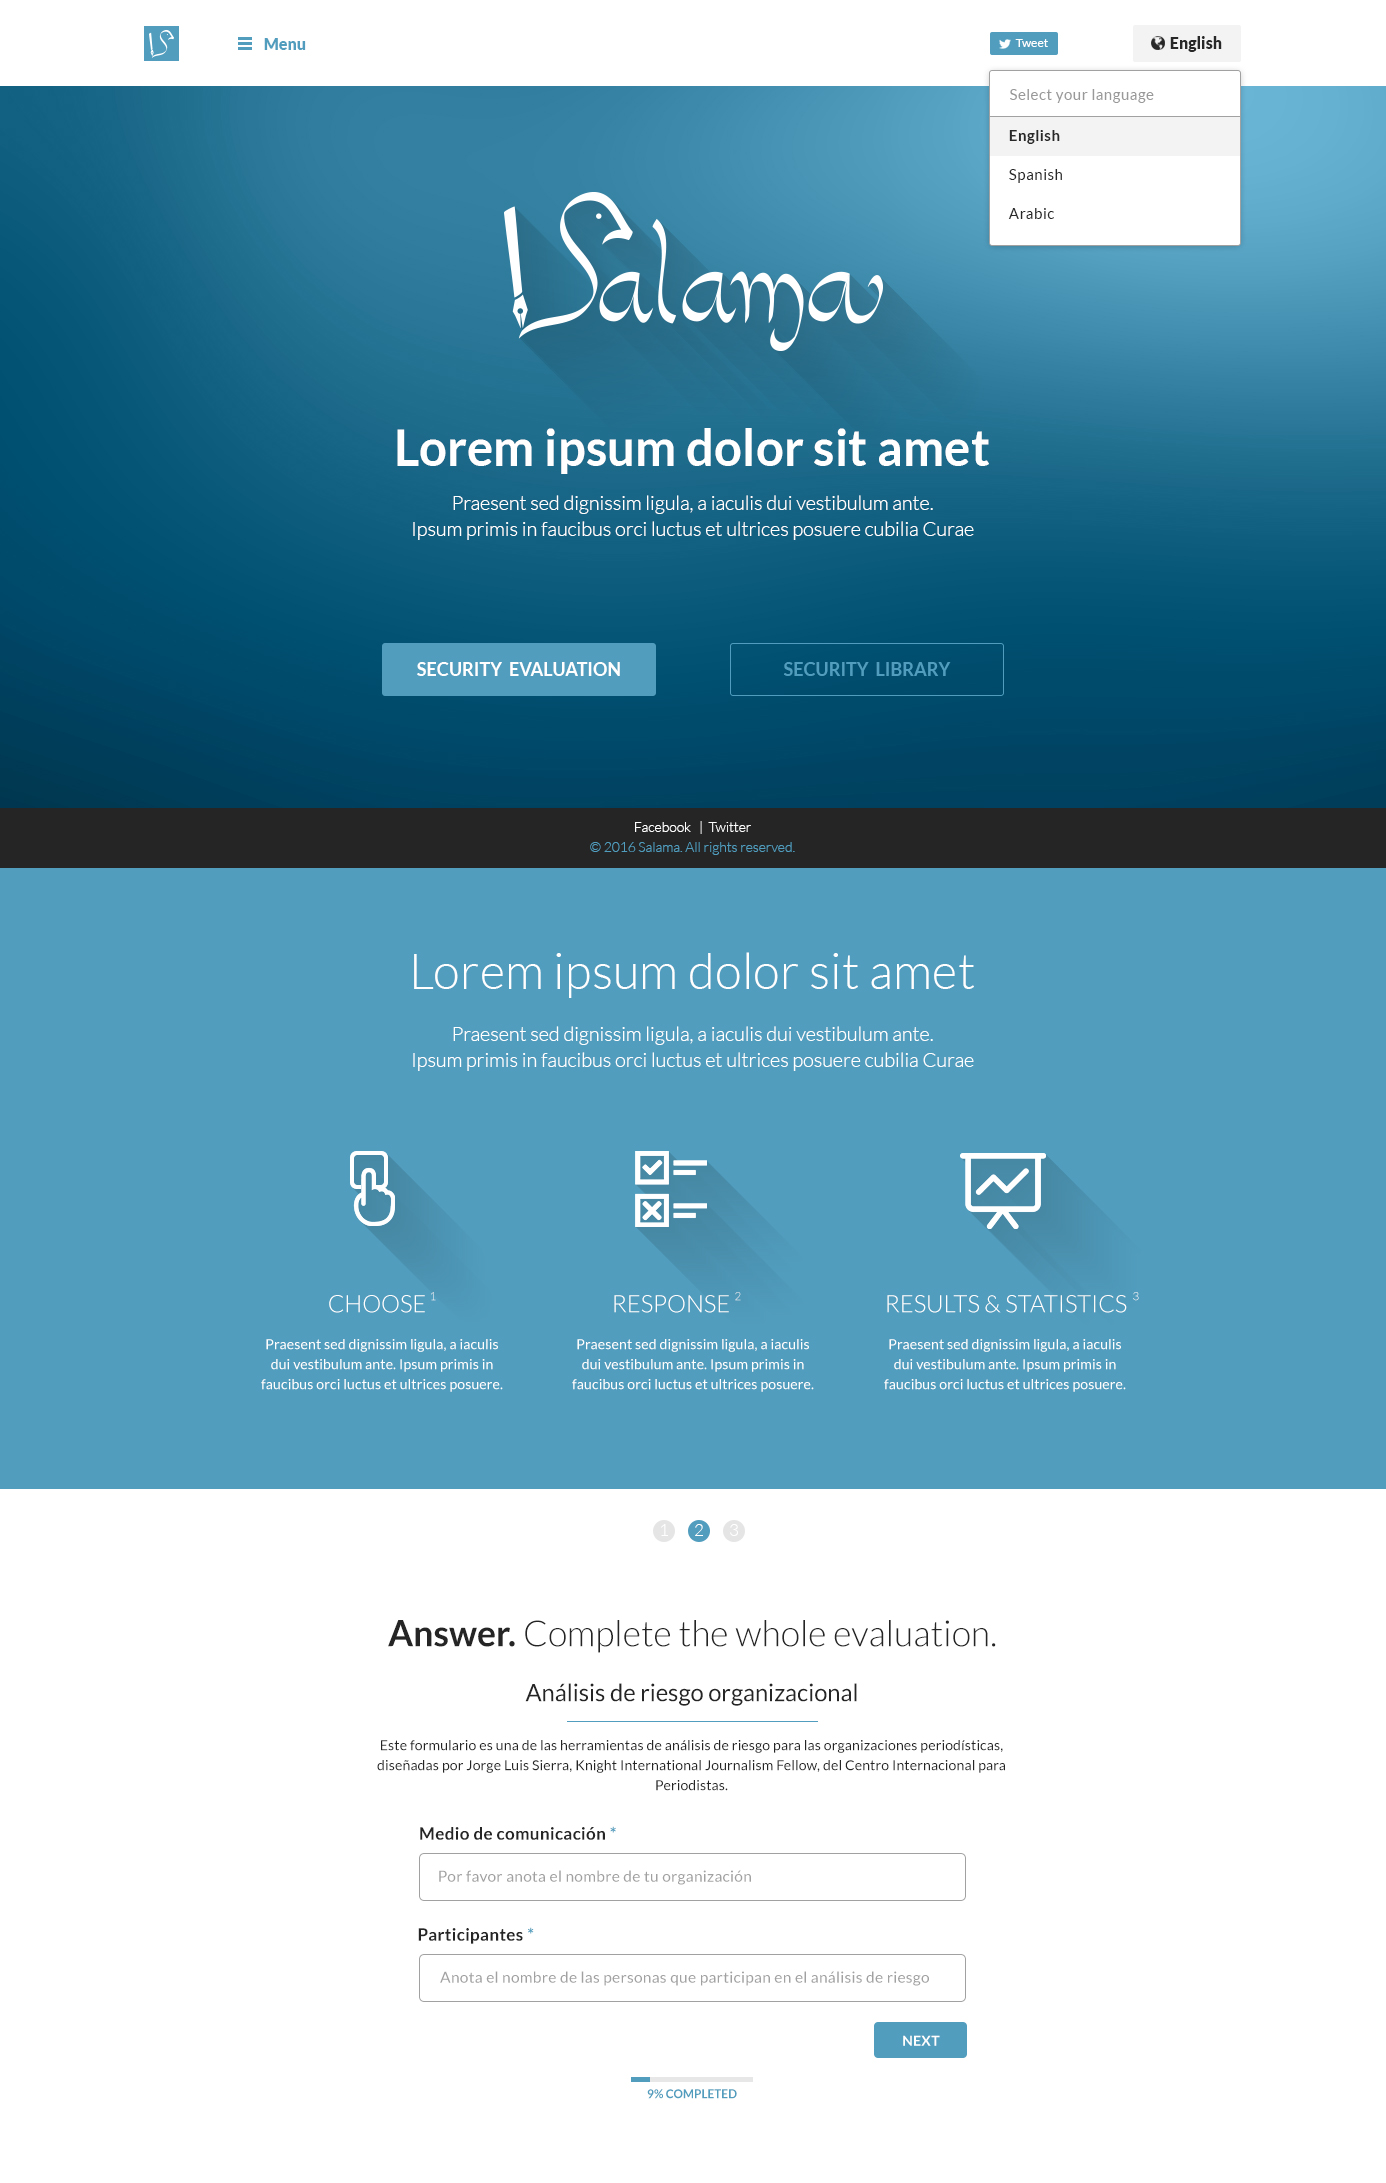 Menu
Tweet
English
Select your language
English
Spanish
Arabic
Salama
Lorem ipsum dolor sit amet
Praesent sed dignissim ligula, a iaculis dui vestibulum ante.
Ipsum primis in faucibus orci luctus et ultrices posuere cubilia Curae
SECURITY EVALUATION
SECURITY LIBRARY
Facebook | Twitter
© 2016 Salama. All rights reserved.
Lorem ipsum dolor sit amet
Praesent sed dignissim ligula, a iaculis dui vestibulum ante.
Ipsum primis in faucibus orci luctus et ultrices posuere cubilia Curae
CHOOSE 1
Praesent sed dignissim ligula, a iaculis
dui vestibulum ante. Ipsum primis in
faucibus orci luctus et ultrices posuere.
RESPONSE 2
Praesent sed dignissim ligula, a iaculis
dui vestibulum ante. Ipsum primis in
faucibus orci luctus et ultrices posuere.
RESULTS & STATISTICS 3
Praesent sed dignissim ligula, a iaculis
dui vestibulum ante. Ipsum primis in
faucibus orci luctus et ultrices posuere.
1 2 3
Answer. Complete the whole evaluation.
Análisis de riesgo organizacional
Este formulario es una de las herramientas de análisis de riesgo para las organizaciones periodísticas,
diseñadas por Jorge Luis Sierra, Knight International Journalism Fellow, del Centro Internacional para
Periodistas.
Medio de comunicación *
Por favor anota el nombre de tu organización
Participantes *
Anota el nombre de las personas que participan en el análisis de riesgo
NEXT
9% COMPLETED